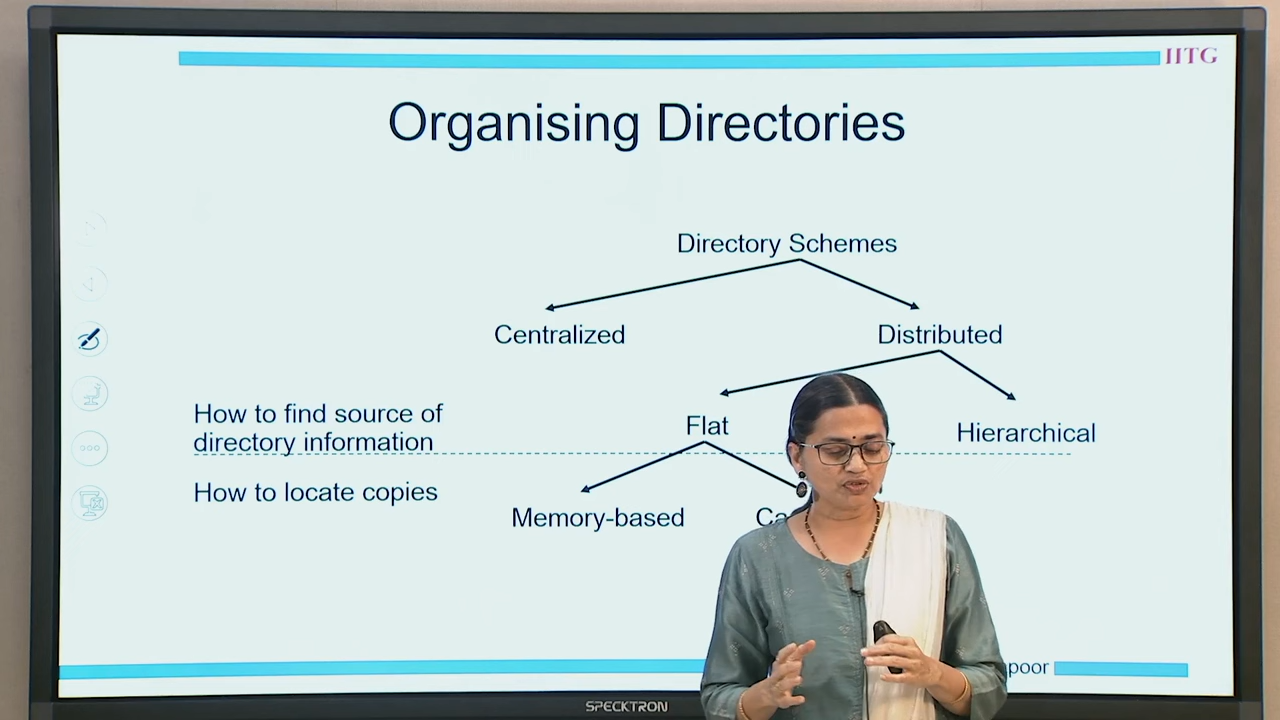 IITG
Organising Directories
Directory Schemes
Centralized
Distributed
How to find source of
directory information
Flat
Hierarchical
How to locate copies
Memory-based
SPECKTRON